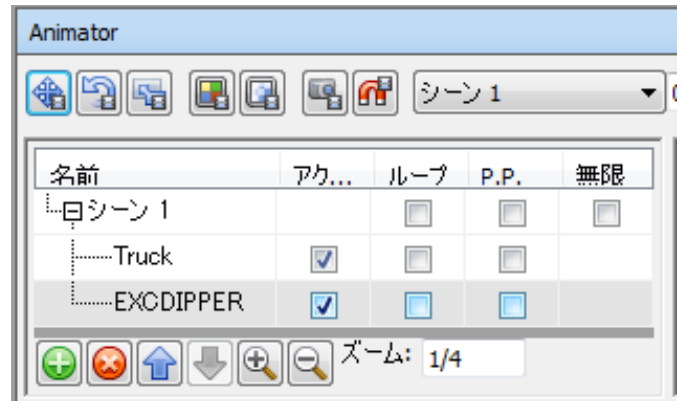 Animator
シーン 1
名前 アク... ループ P.P. 無限
シーン 1
Truck
EXCDIPPER
ズーム: 1/4